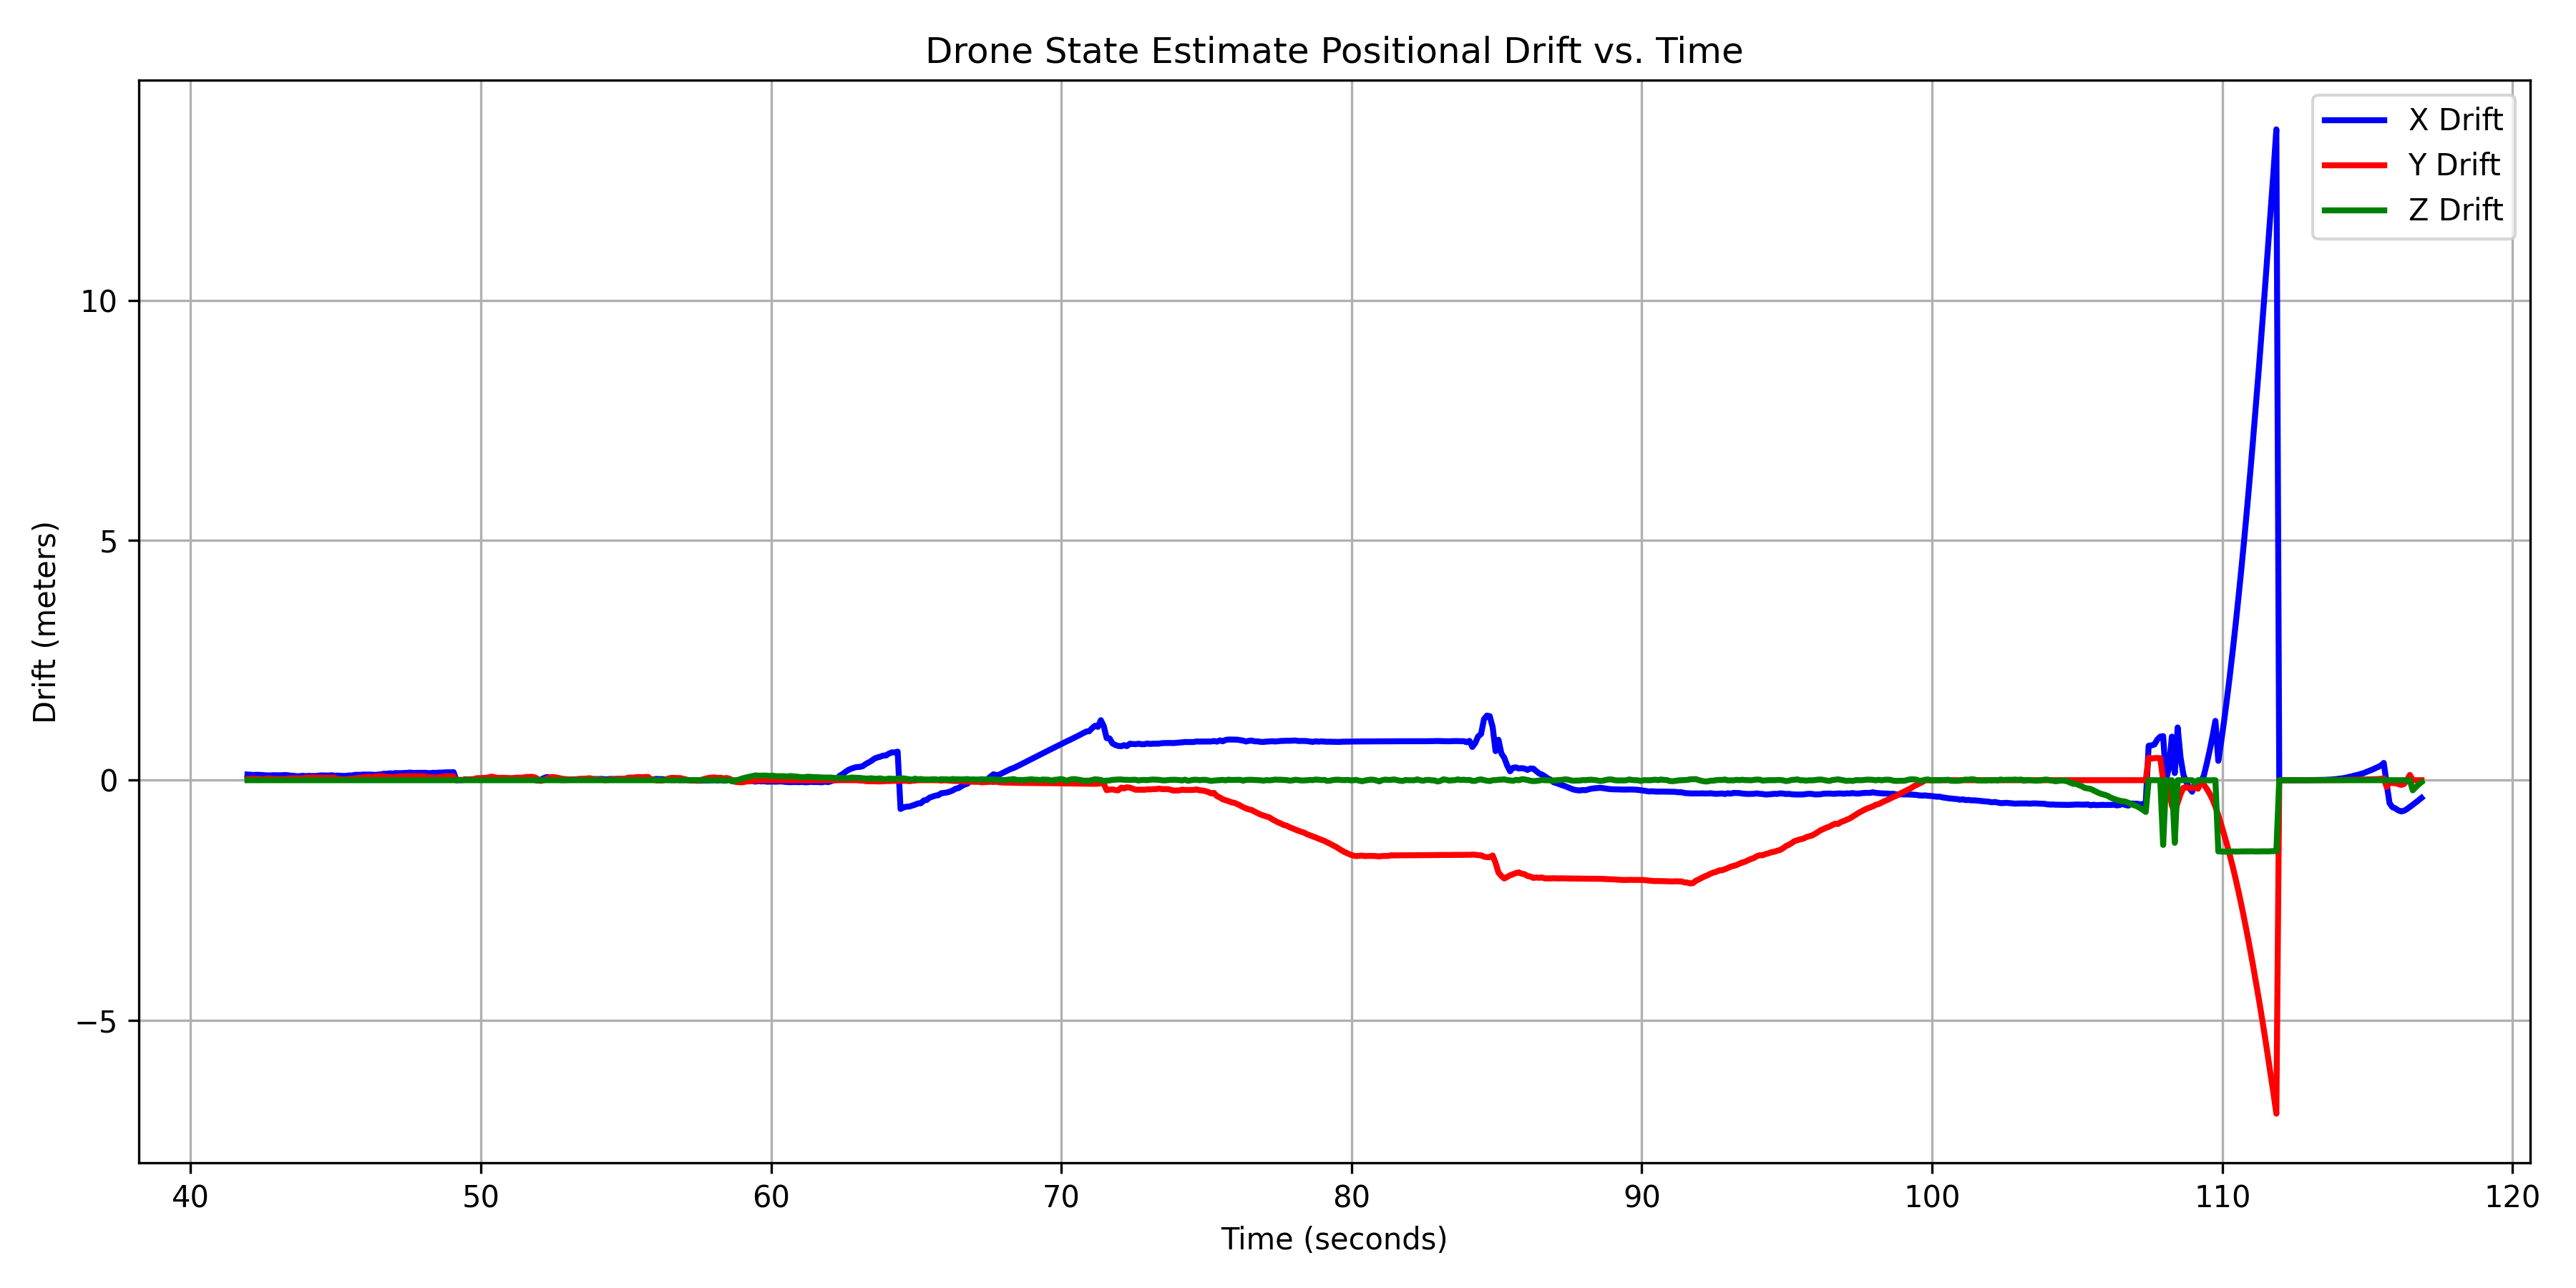 Drone State Estimate Positional Drift vs. Time
X Drift
Y Drift
Z Drift
10
5
0
−5
Drift (meters)
40 50 60 70 80 90 100 110 120
Time (seconds)